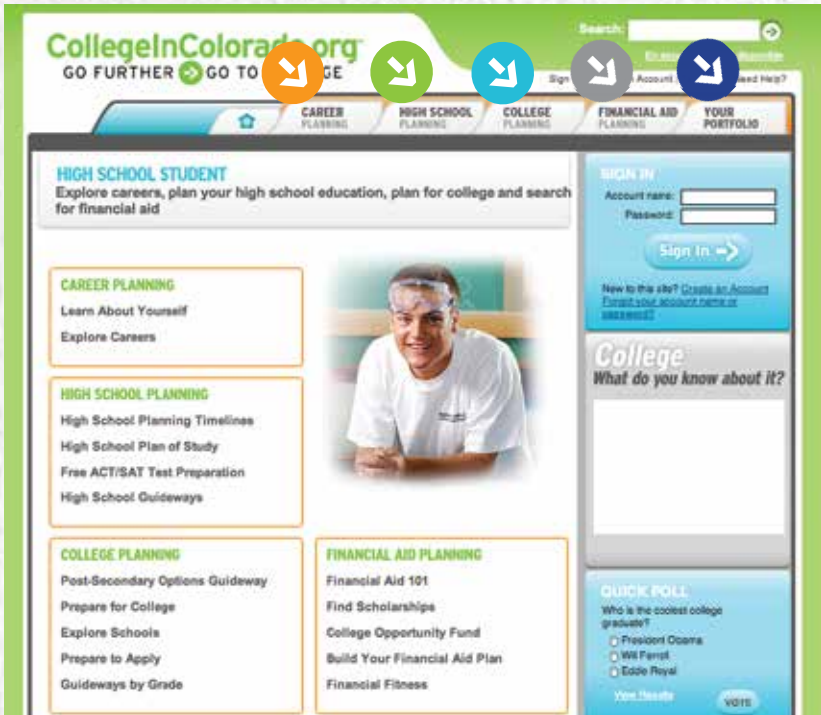 CollegeInColorado.org
GO FURTHER GO TO
GE
Search:
Sign
Account
Need Help?
CAREER PLANNING
HIGH SCHOOL PLANNING
COLLEGE PLANNING
FINANCIAL AID PLANNING
YOUR PORTFOLIO
HIGH SCHOOL STUDENT
Explore careers, plan your high school education, plan for college and search
for financial aid
CAREER PLANNING
Learn About Yourself
Explore Careers
HIGH SCHOOL PLANNING
High School Planning Timelines
High School Plan of Study
Free ACT/SAT Test Preparation
High School Guideways
COLLEGE PLANNING
Post-Secondary Options Guideway
Prepare for College
Explore Schools
Prepare to Apply
Guideways by Grade
FINANCIAL AID PLANNING
Financial Aid 101
Find Scholarships
College Opportunity Fund
Build Your Financial Aid Plan
Financial Fitness
SIGN IN
Account name:
Password:
Sign In
New to this site? Create an Account
Forgot your account name or
password?
College
What do you know about it?
QUICK POLL
Who is the coolest college
graduate?
President Obama
Will Ferrell
Eddie Royal
View Results
VOTE